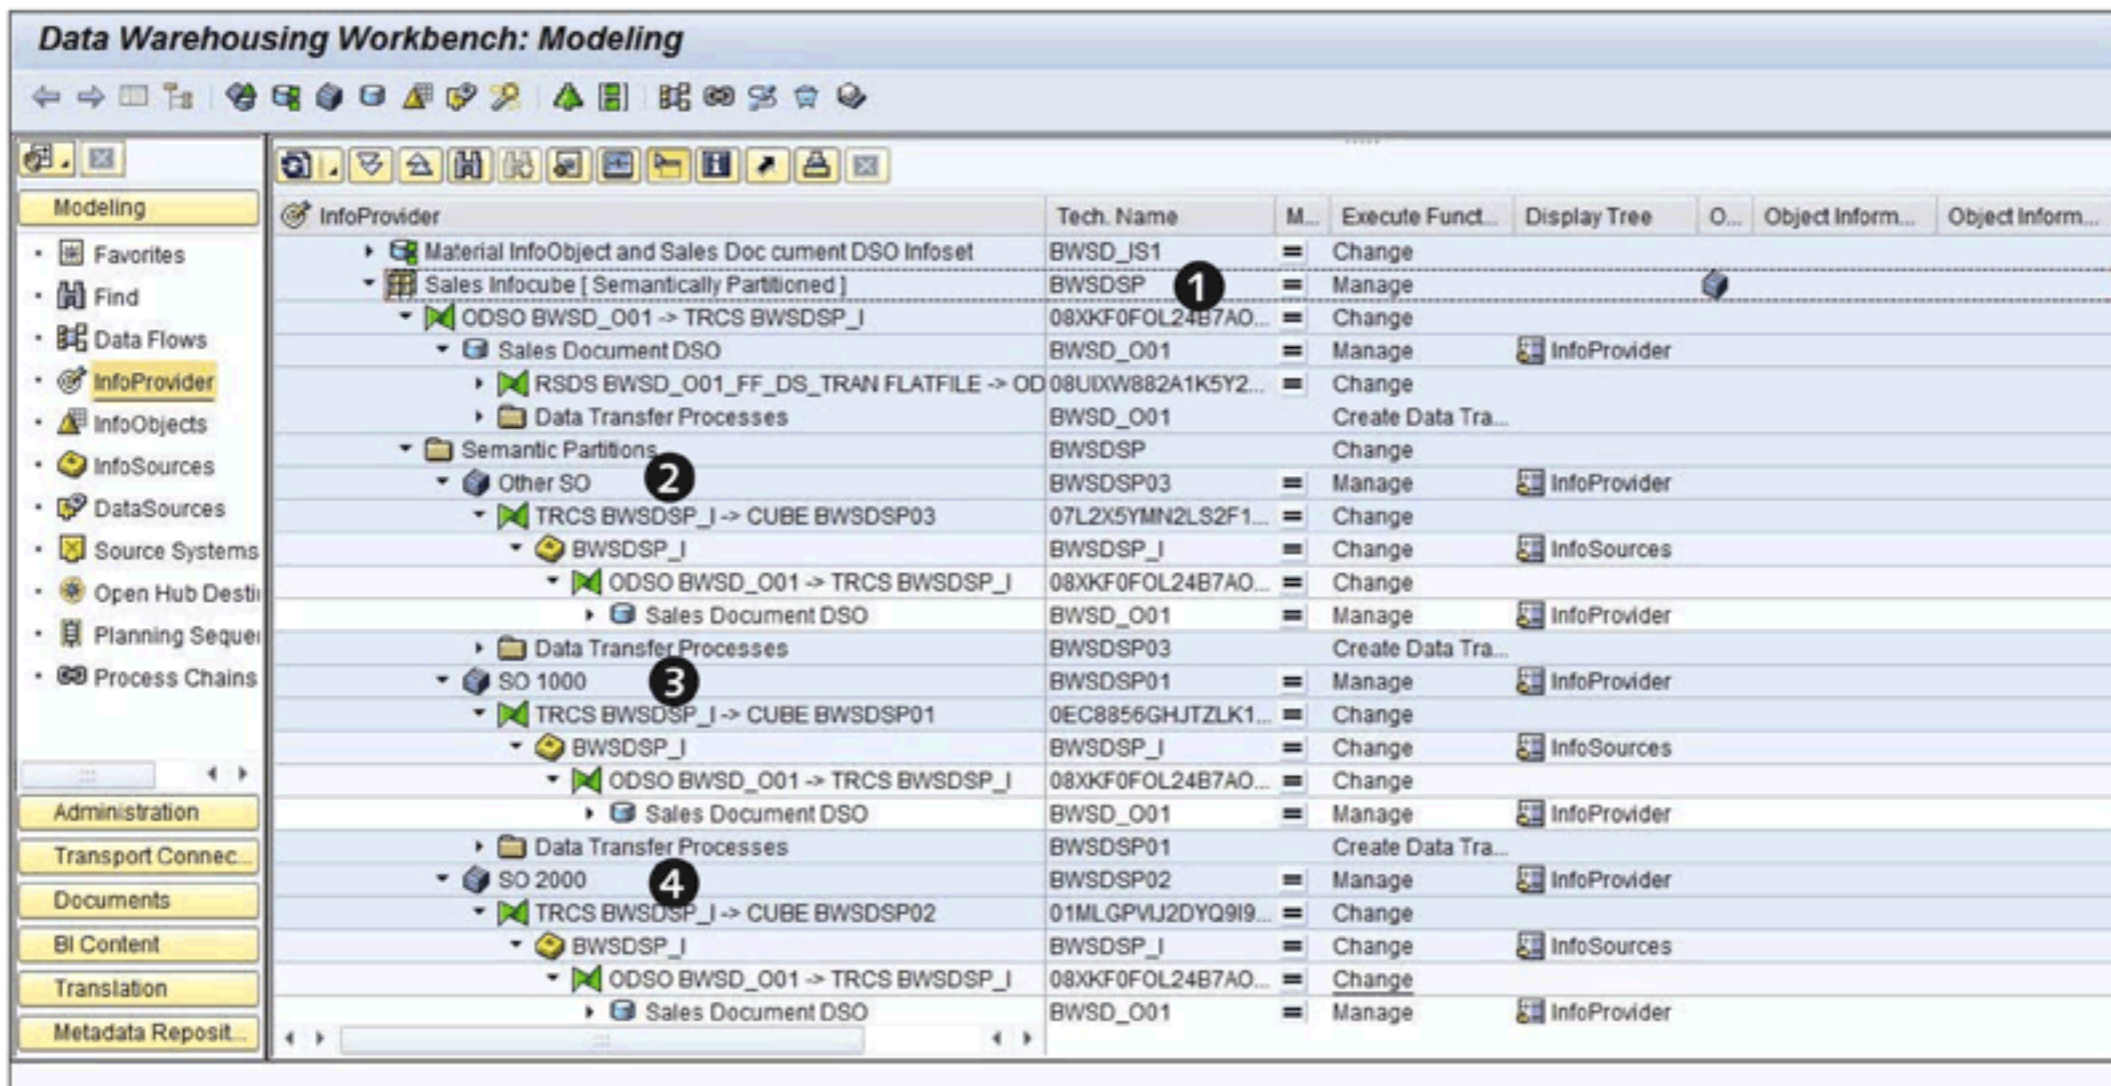 Data Warehousing Workbench: Modeling
Modeling
Favorites
Find
Data Flows
InfoProvider
InfoObjects
InfoSources
DataSources
Source Systems
Open Hub Desti
Planning Sequer
Process Chains
Administration
Transport Connec...
Documents
BI Content
Translation
Metadata Reposit...
InfoProvider Tech. Name M... Execute Funct... Display Tree O... Object Inform... Object Inform...
Material InfoObject and Sales Doc cument DSO Infoset BWSD_IS1 = Change
Sales Infocube [ Semantically Partitioned ] BWSDSP 1 = Manage
ODSO BWSD_O01 -> TRCS BWSDSP_I 08XKF0FOL24B7AO... = Change
Sales Document DSO BWSD_O01 = Manage InfoProvider
RSDS BWSD_O01_FF_DS_TRAN FLATFILE -> OD 08UIXW882A1K5Y2... = Change
Data Transfer Processes BWSD_O01 Create Data Tra...
Semantic Partitions BWSDSP Change
Other SO 2 BWSDSP03 = Manage InfoProvider
TRCS BWSDSP_I -> CUBE BWSDSP03 07L2X5YMN2LS2F1... = Change
BWSDSP_I BWSDSP_I = Change InfoSources
ODSO BWSD_O01 -> TRCS BWSDSP_I 08XKF0FOL24B7AO... = Change
Sales Document DSO BWSD_O01 = Manage InfoProvider
Data Transfer Processes BWSDSP03 Create Data Tra...
SO 1000 3 BWSDSP01 = Manage InfoProvider
TRCS BWSDSP_I -> CUBE BWSDSP01 0EC8856GHJTZLK1... = Change
BWSDSP_I BWSDSP_I = Change InfoSources
ODSO BWSD_O01 -> TRCS BWSDSP_I 08XKF0FOL24B7AO... = Change
Sales Document DSO BWSD_O01 = Manage InfoProvider
Data Transfer Processes BWSDSP01 Create Data Tra...
SO 2000 4 BWSDSP02 = Manage InfoProvider
TRCS BWSDSP_I -> CUBE BWSDSP02 01MLGPVIJ2DYQ9I9... = Change
BWSDSP_I BWSDSP_I = Change InfoSources
ODSO BWSD_O01 -> TRCS BWSDSP_I 08XKF0FOL24B7AO... = Change
Sales Document DSO BWSD_O01 = Manage InfoProvider